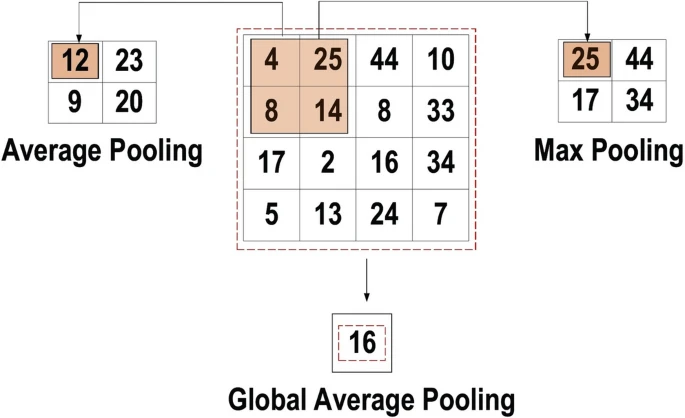 12 23
9 20
Average Pooling
4 25 44 10
8 14 8 33
17 2 16 34
5 13 24 7
25 44
17 34
Max Pooling
16
Global Average Pooling